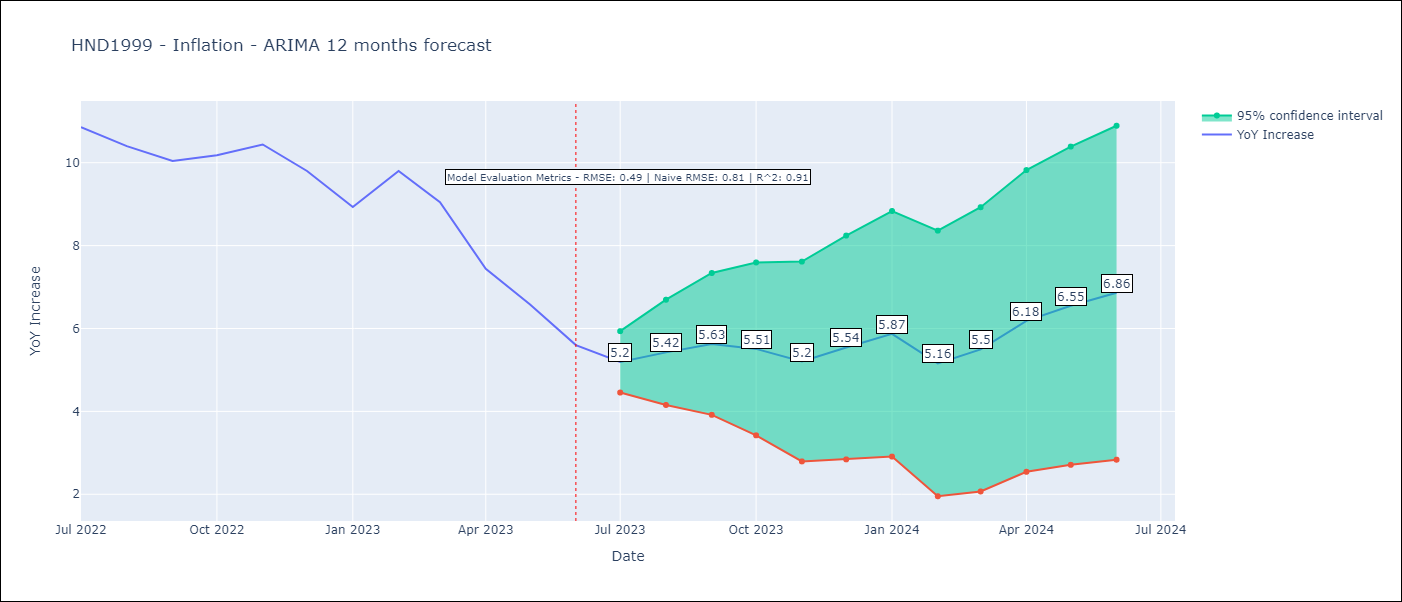 HND1999 - Inflation - ARIMA 12 months forecast
95% confidence interval
YoY Increase
Model Evaluation Metrics - RMSE: 0.49 | Naive RMSE: 0.81 | R^2: 0.91
10
8
6
4
2
YoY Increase
5.2
5.42
5.63
5.51
5.2
5.54
5.87
5.16
5.5
6.18
6.55
6.86
Jul 2022
Oct 2022
Jan 2023
Apr 2023
Jul 2023
Oct 2023
Jan 2024
Apr 2024
Jul 2024
Date